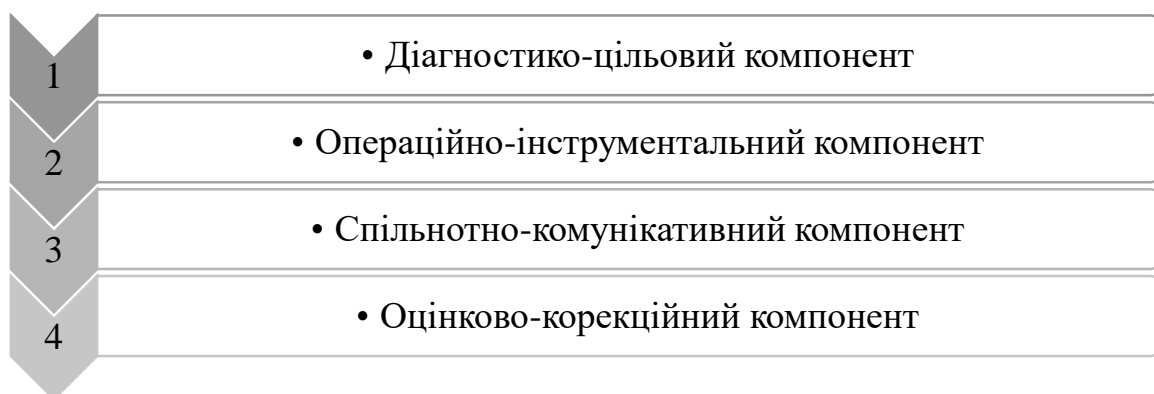 1
• Діагностико-цільовий компонент
2
• Операційно-інструментальний компонент
3
• Спільнотно-комунікативний компонент
4
• Оцінково-корекційний компонент